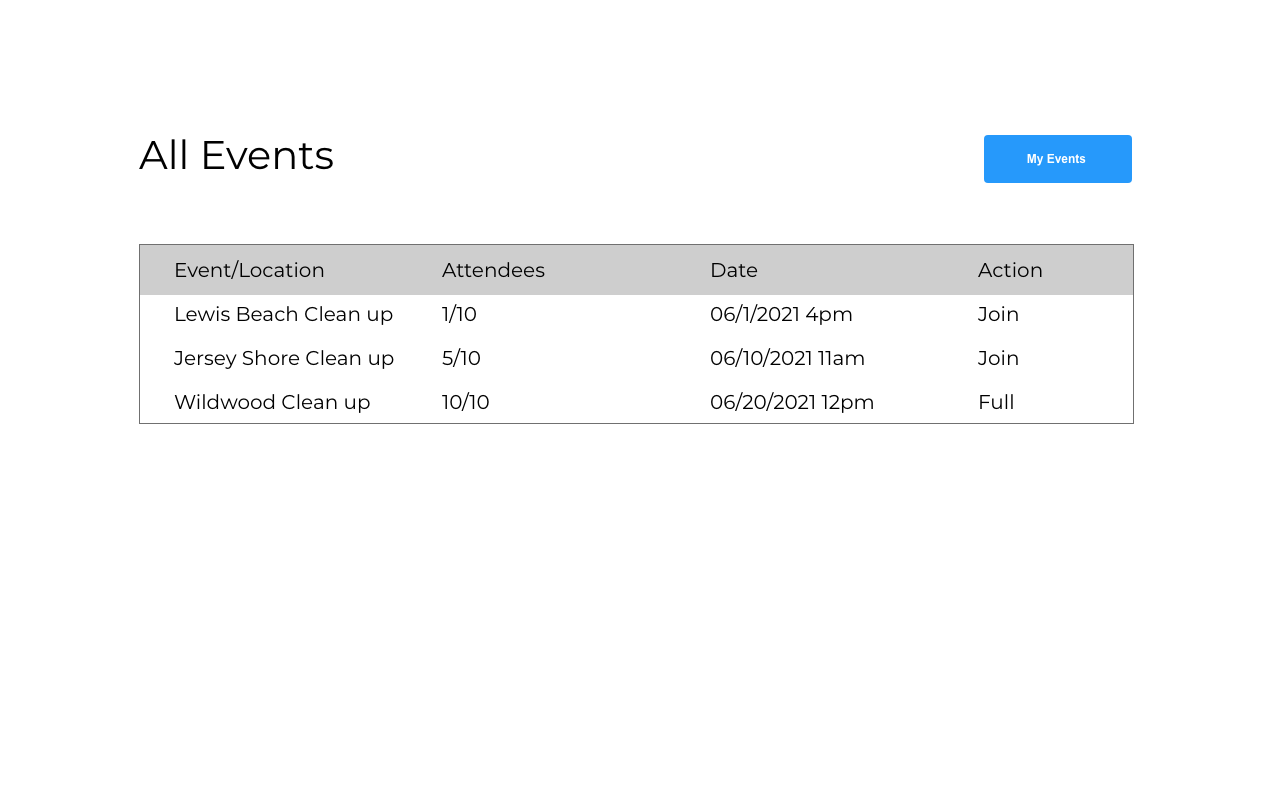 All Events
My Events
Event/Location Attendees Date Action
Lewis Beach Clean up 1/10 06/1/2021 4pm Join
Jersey Shore Clean up 5/10 06/10/2021 11am Join
Wildwood Clean up 10/10 06/20/2021 12pm Full